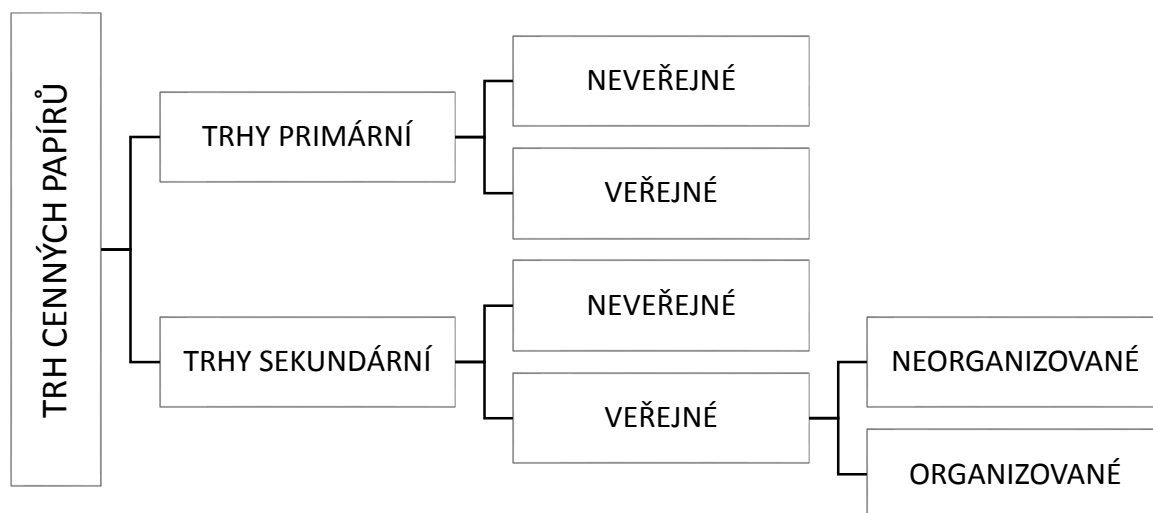 TRH CENNÝCH PAPÍRŮ
TRHY PRIMÁRNÍ
NEVEŘEJNÉ
VEŘEJNÉ
TRHY SEKUNDÁRNÍ
NEVEŘEJNÉ
VEŘEJNÉ
NEORGANIZOVANÉ
ORGANIZOVANÉ